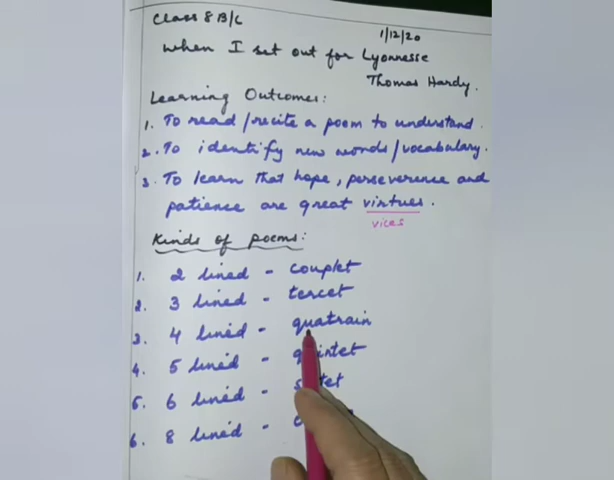 Class 8 B/C
1/12/20
when I set out for Lyonnesse
Thomas Hardy.
Learning Outcomes:
1. To read/recite a poem to understand.
2. To identify new words/vocabulary.
3. To learn that hope, perseverence and
patience are great virtues.
vices
Kinds of poems:
1. 2 lined - couplet
2. 3 lined - tercet
3. 4 lined - quatrain
4. 5 lined - quintet
5. 6 lined -
6. 8 lined -